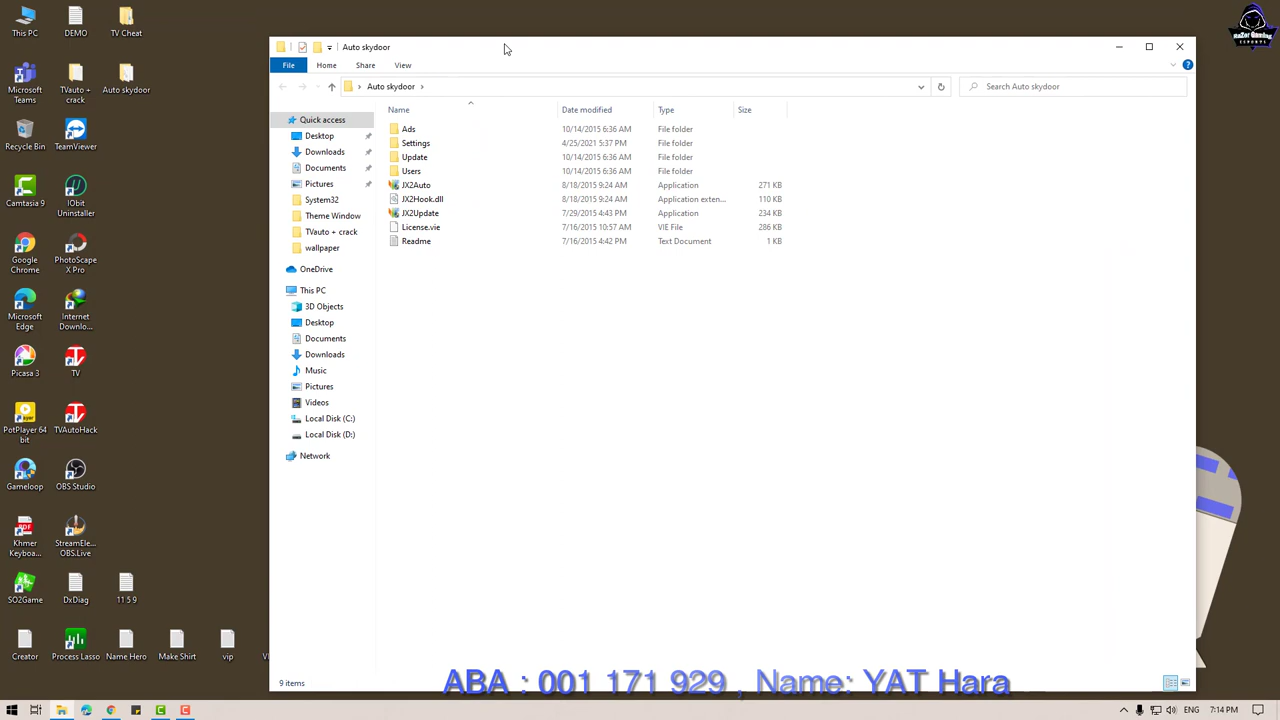 This PC
DEMO
TV Cheat
Microsoft
Teams
TVauto +
crack
Auto skydoor
Recycle Bin
TeamViewer
Camtasia 9
IObit
Uninstaller
Google
Chrome
PhotoScape
X Pro
Microsoft
Edge
Internet
Downlo...
Picasa 3
TV
PotPlayer 64
bit
TVAutoHack
Gameloop
OBS Studio
Khmer
Keyboa...
StreamEle...
OBS.Live
SO2Game
DxDiag
11 5 9
Creator
Process Lasso
Name Hero
Make Shirt
vip
Auto skydoor
File
Home
Share
View
Auto skydoor
Search Auto skydoor
Name
Date modified
Type
Size
Quick access
Desktop
Downloads
Documents
Pictures
System32
Theme Window
TVauto + crack
wallpaper
OneDrive
This PC
3D Objects
Desktop
Documents
Downloads
Music
Pictures
Videos
Local Disk (C:)
Local Disk (D:)
Network
Ads 10/14/2015 6:36 AM File folder
Settings 4/25/2021 5:37 PM File folder
Update 10/14/2015 6:36 AM File folder
Users 10/14/2015 6:36 AM File folder
JX2Auto 8/18/2015 9:24 AM Application 271 KB
JX2Hook.dll 8/18/2015 9:24 AM Application exten... 110 KB
JX2Update 7/29/2015 4:43 PM Application 234 KB
License.vie 7/16/2015 10:57 AM VIE File 286 KB
Readme 7/16/2015 4:42 PM Text Document 1 KB
9 items
ABA : 001 171 929 , Name: YAT Hara
RaZor Gaming
ESPORTS
ENG
7:14 PM